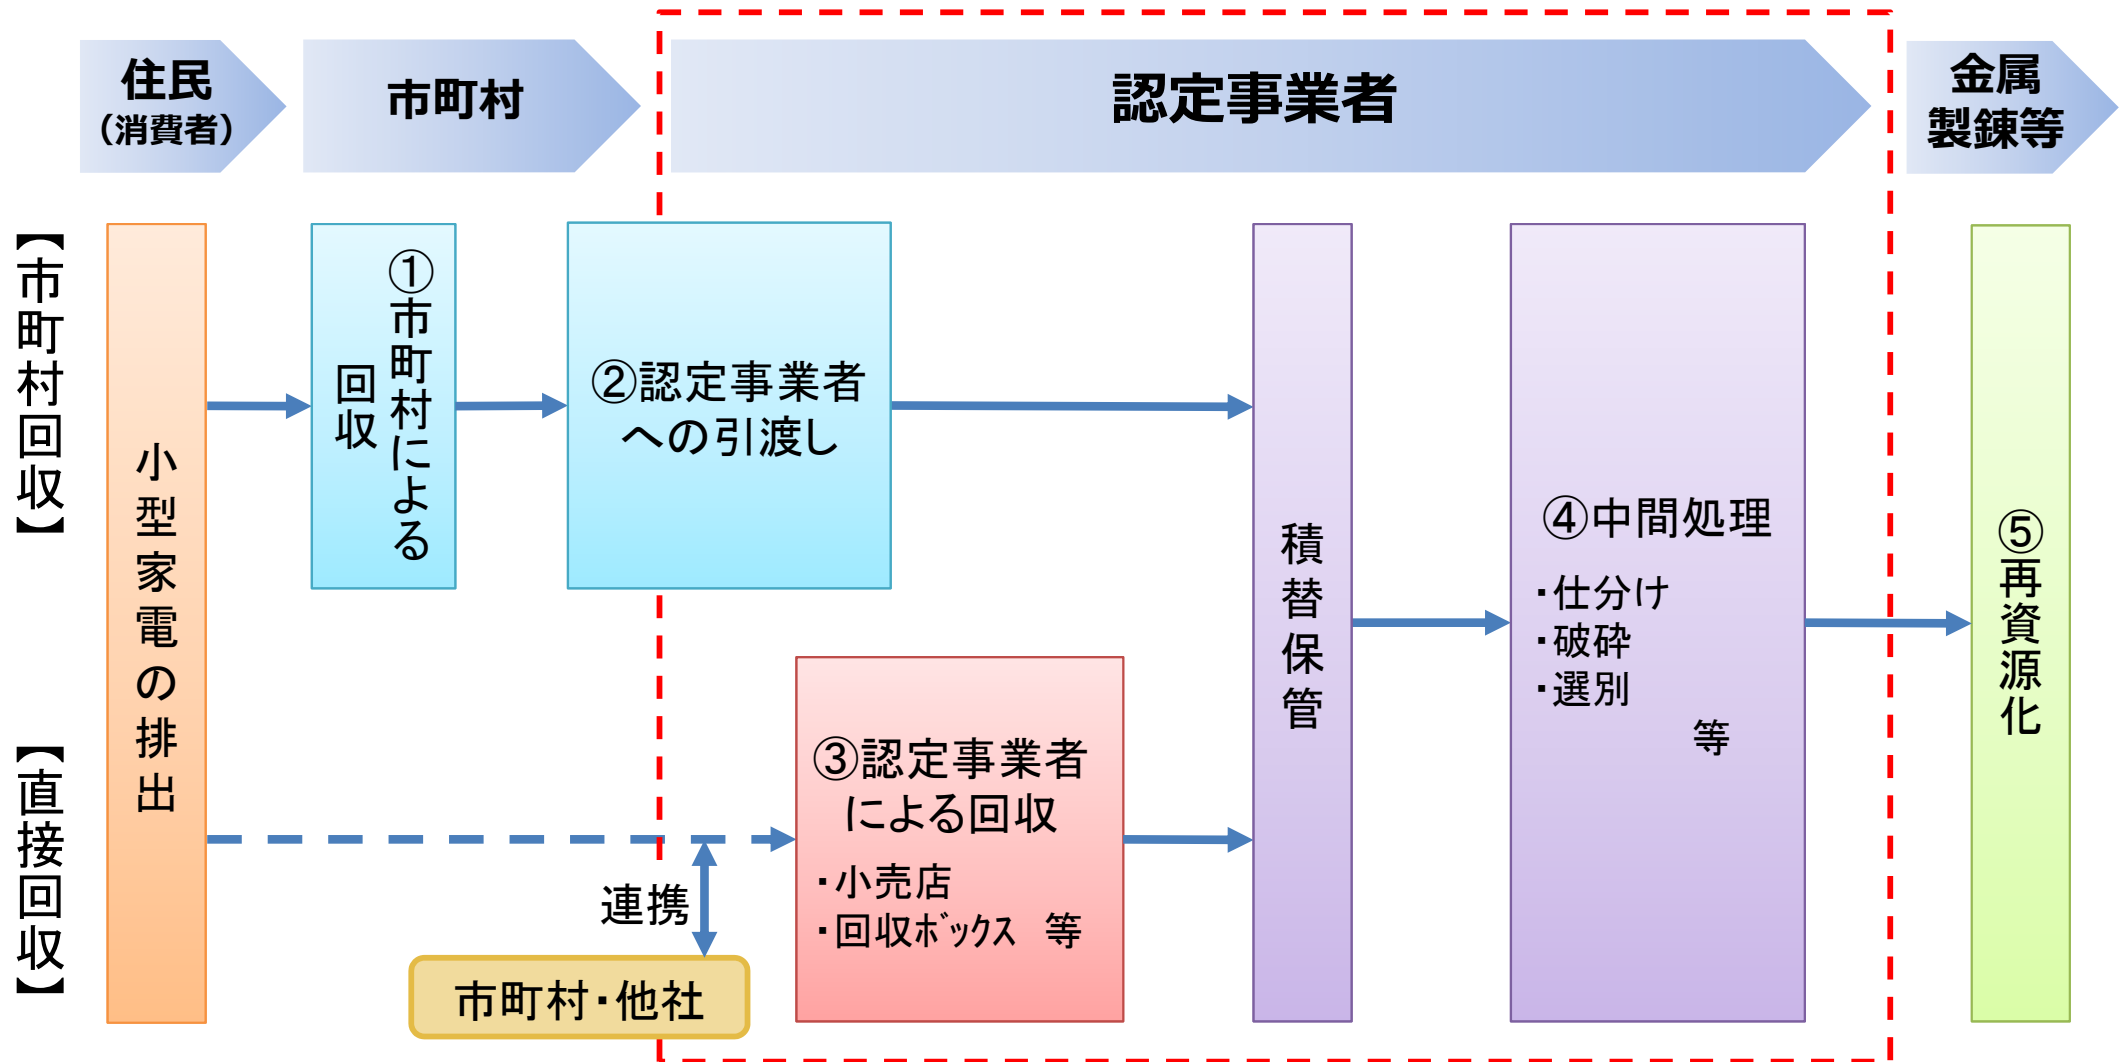 住民
（消費者）
市町村
認定事業者
金属
製錬等
【市町村回収】
【直接回収】
小型家電の排出
①市町村による
回収
②認定事業者
への引渡し
③認定事業者
による回収
・小売店
・回収ﾎﾞｯｸｽ　等
連携
市町村・他社
積替保管
④中間処理
・仕分け
・破砕
・選別
等
⑤再資源化